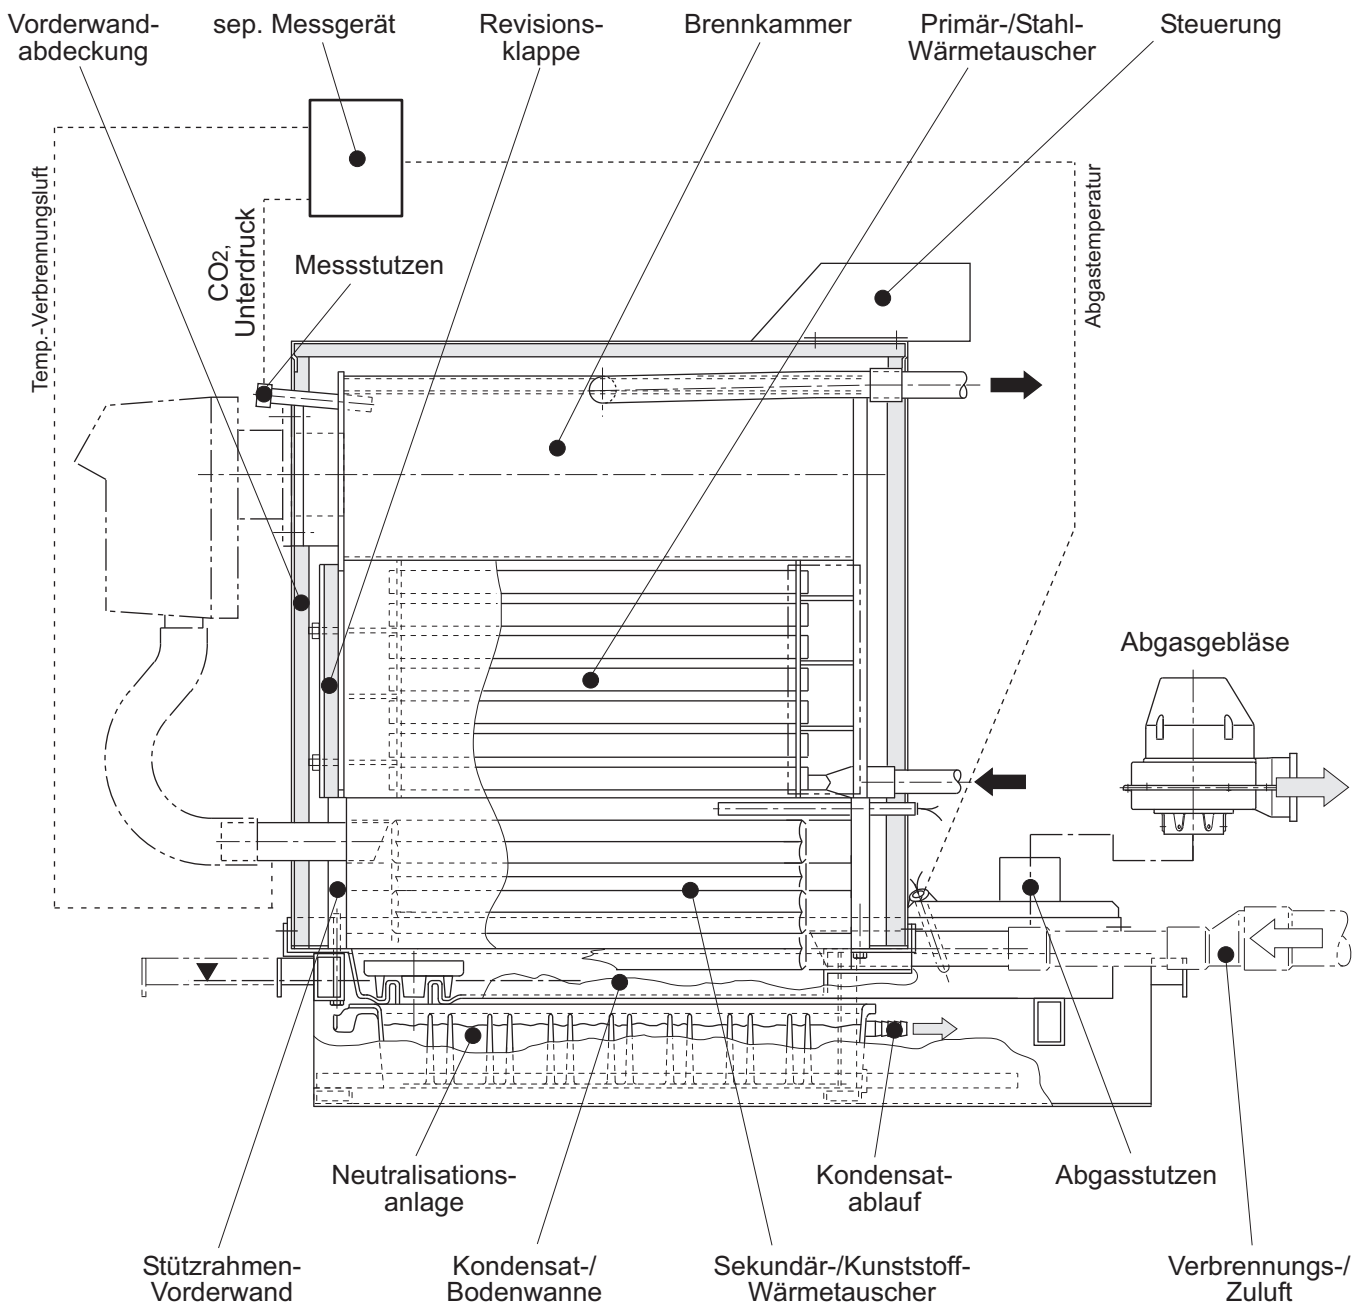 Vorderwand-
abdeckung
sep. Messgerät
Revisions-
klappe
Brennkammer
Primär-/Stahl-
Wärmetauscher
Steuerung
Temp.-Verbrennungsluft
CO2,
Unterdruck
Messstutzen
Abgastemperatur
Abgasgebläse
Neutralisations-
anlage
Kondensat-
ablauf
Abgasstutzen
Stützrahmen-
Vorderwand
Kondensat-/
Bodenwanne
Sekundär-/Kunststoff-
Wärmetauscher
Verbrennungs-/
Zuluft